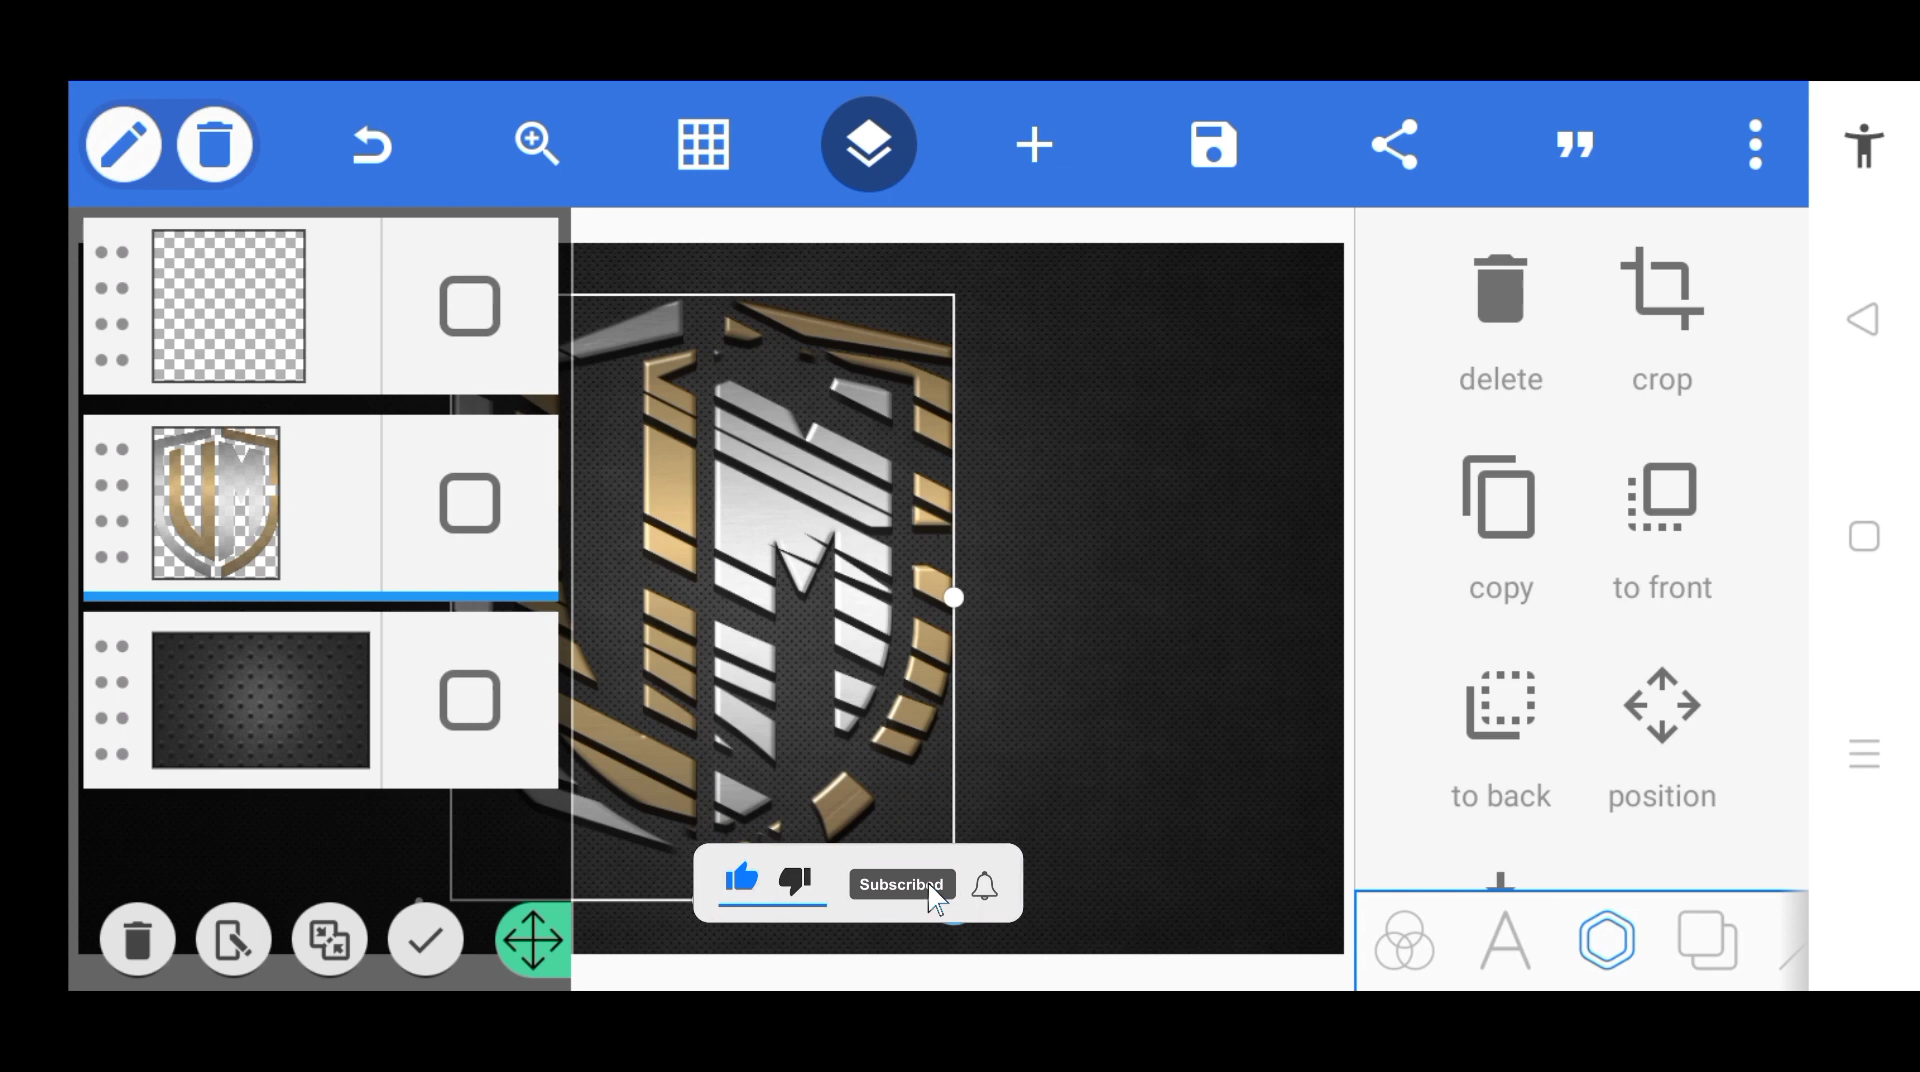 delete
crop
copy
to front
to back
position
Subscribed